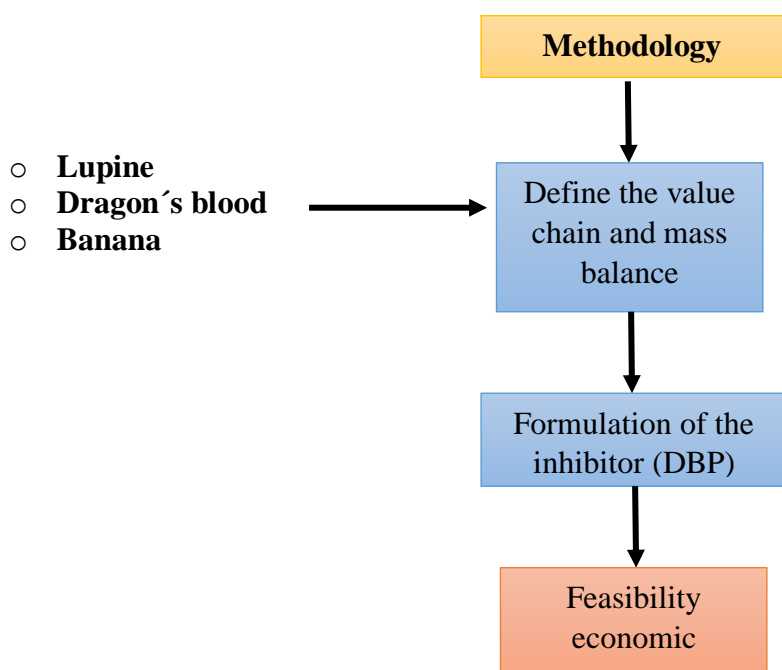 Methodology
o Lupine
o Dragon´s blood
o Banana
Define the value
chain and mass
balance
Formulation of the
inhibitor (DBP)
Feasibility
economic